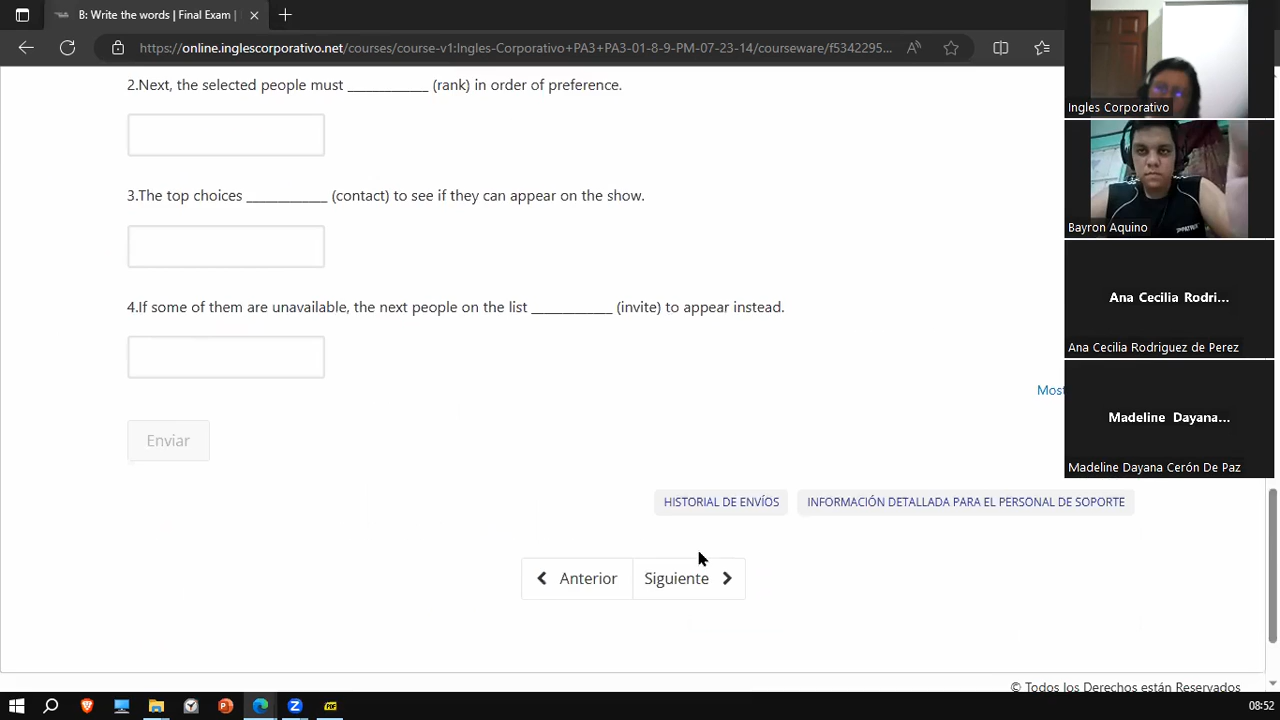 B: Write the words | Final Exam |
https://online.inglescorporativo.net/courses/course-v1:Ingles-Corporativo+PA3+PA3-01-8-9-PM-07-23-14/courseware/f5342295...
2.Next, the selected people must ____________ (rank) in order of preference.
3.The top choices ____________ (contact) to see if they can appear on the show.
4.If some of them are unavailable, the next people on the list ____________ (invite) to appear instead.
Most
Enviar
HISTORIAL DE ENVÍOS INFORMACIÓN DETALLADA PARA EL PERSONAL DE SOPORTE
Anterior Siguiente
© Todos los Derechos están Reservados
Ingles Corporativo
Bayron Aquino
Ana Cecilia Rodri...
Ana Cecilia Rodriguez de Perez
Madeline Dayana...
Madeline Dayana Cerón De Paz
08:52